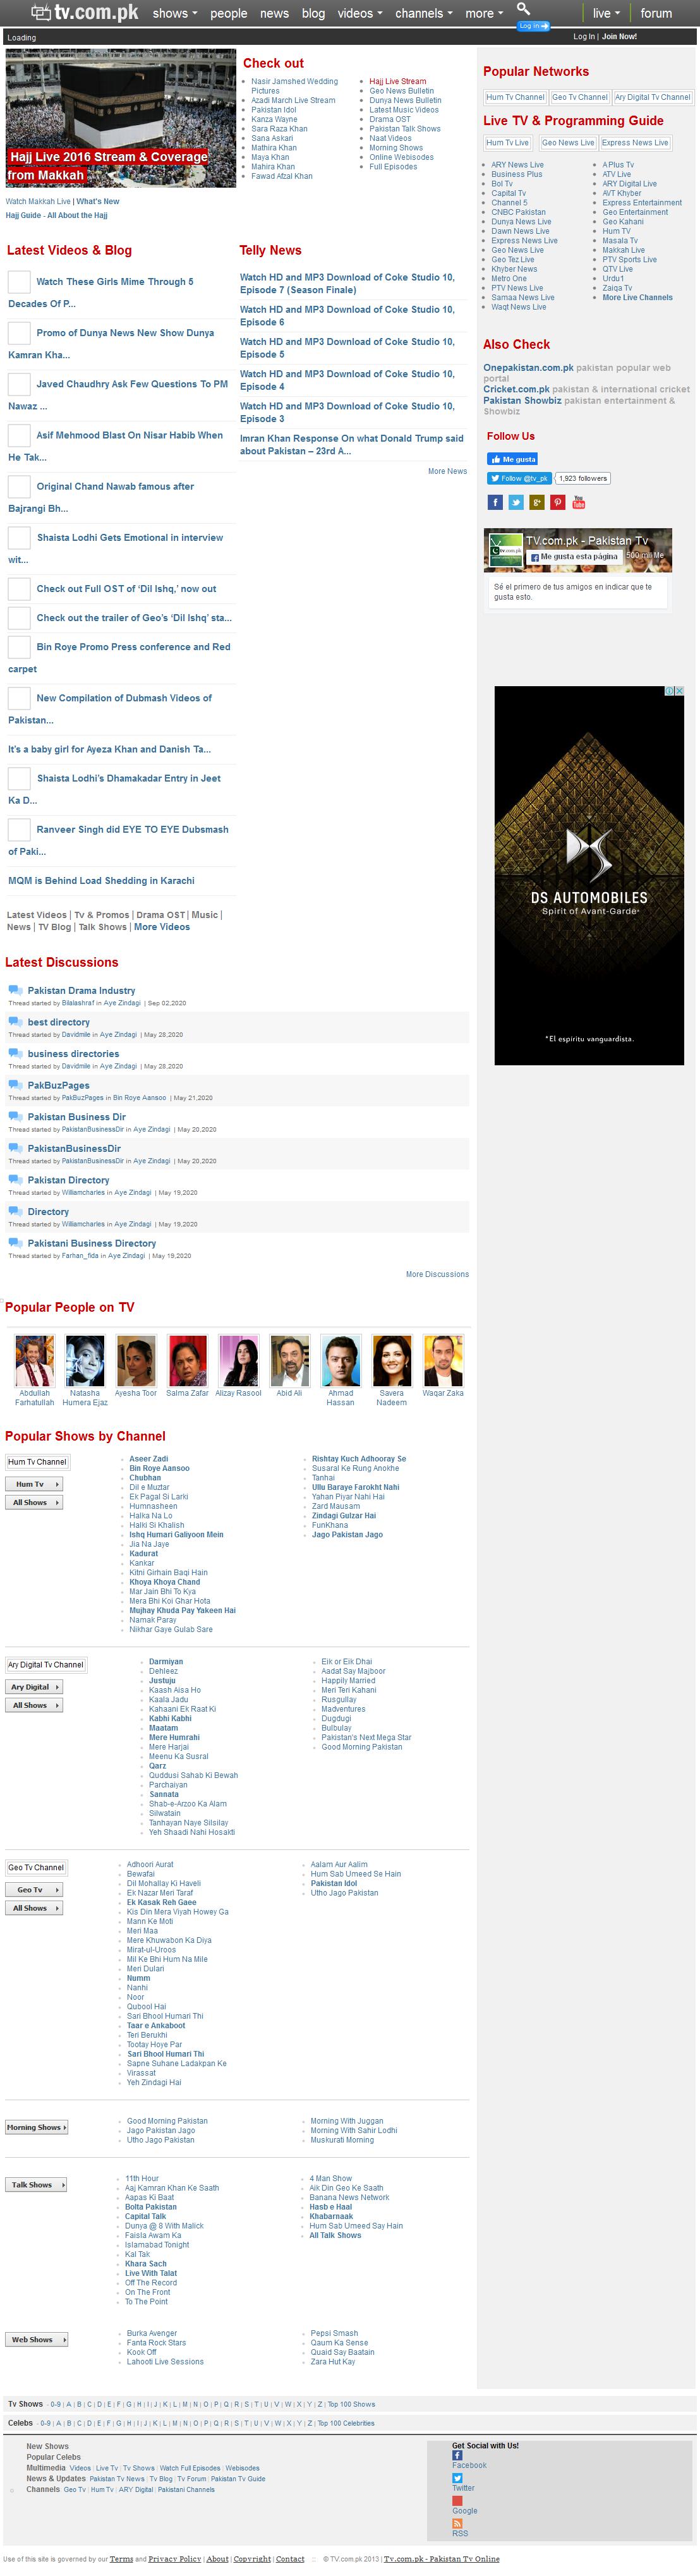 tv.com.pk shows people news blog videos channels more live forum
Log in
Loading
Log In | Join Now!
Hajj Live 2016 Stream & Coverage
from Makkah
Watch Makkah Live | What's New
Hajj Guide - All About the Hajj
Check out
Nasir Jamshed Wedding
Pictures
Azadi March Live Stream
Pakistan Idol
Kanza Wayne
Sara Raza Khan
Sana Askari
Mathira Khan
Maya Khan
Mahira Khan
Fawad Afzal Khan
Hajj Live Stream
Geo News Bulletin
Dunya News Bulletin
Latest Music Videos
Drama OST
Pakistan Talk Shows
Naat Videos
Morning Shows
Online Webisodes
Full Episodes
Latest Videos & Blog
Watch These Girls Mime Through 5
Decades Of P...
Promo of Dunya News New Show Dunya
Kamran Kha...
Javed Chaudhry Ask Few Questions To PM
Nawaz ...
Asif Mehmood Blast On Nisar Habib When
He Tak...
Original Chand Nawab famous after
Bajrangi Bh...
Shaista Lodhi Gets Emotional in interview
wit...
Check out Full OST of ‘Dil Ishq,’ now out
Check out the trailer of Geo’s ‘Dil Ishq’ sta...
Bin Roye Promo Press conference and Red
carpet
New Compilation of Dubmash Videos of
Pakistan...
It’s a baby girl for Ayeza Khan and Danish Ta...
Shaista Lodhi’s Dhamakadar Entry in Jeet
Ka D...
Ranveer Singh did EYE TO EYE Dubsmash
of Paki...
MQM is Behind Load Shedding in Karachi
Latest Videos | Tv & Promos | Drama OST | Music |
News | TV Blog | Talk Shows | More Videos
Telly News
Watch HD and MP3 Download of Coke Studio 10,
Episode 7 (Season Finale)
Watch HD and MP3 Download of Coke Studio 10,
Episode 6
Watch HD and MP3 Download of Coke Studio 10,
Episode 5
Watch HD and MP3 Download of Coke Studio 10,
Episode 4
Watch HD and MP3 Download of Coke Studio 10,
Episode 3
Imran Khan Response On what Donald Trump said
about Pakistan – 23rd A...
More News
Latest Discussions
Pakistan Drama Industry
Thread started by Bilalashraf in Aye Zindagi | Sep 02,2020
best directory
Thread started by Davidmile in Aye Zindagi | May 28,2020
business directories
Thread started by Davidmile in Aye Zindagi | May 28,2020
PakBuzPages
Thread started by PakBuzPages in Bin Roye Aansoo | May 21,2020
Pakistan Business Dir
Thread started by PakistanBusinessDir in Aye Zindagi | May 20,2020
PakistanBusinessDir
Thread started by PakistanBusinessDir in Aye Zindagi | May 20,2020
Pakistan Directory
Thread started by Williamcharles in Aye Zindagi | May 19,2020
Directory
Thread started by Williamcharles in Aye Zindagi | May 19,2020
Pakistani Business Directory
Thread started by Farhan_fida in Aye Zindagi | May 19,2020
More Discussions
Popular People on TV
Abdullah
Farhatullah
Natasha
Humera Ejaz
Ayesha Toor
Salma Zafar
Alizay Rasool
Abid Ali
Ahmad
Hassan
Savera
Nadeem
Waqar Zaka
Popular Shows by Channel
Hum Tv Channel
Hum Tv
All Shows
Aseer Zadi
Bin Roye Aansoo
Chubhan
Dil e Muztar
Ek Pagal Si Larki
Humnasheen
Halka Na Lo
Halki Si Khalish
Ishq Humari Galiyoon Mein
Jia Na Jaye
Kadurat
Kankar
Kitni Girhain Baqi Hain
Khoya Khoya Chand
Mar Jain Bhi To Kya
Mera Bhi Koi Ghar Hota
Mujhay Khuda Pay Yakeen Hai
Namak Paray
Nikhar Gaye Gulab Sare
Rishtay Kuch Adhooray Se
Susaral Ke Rung Anokhe
Tanhai
Ullu Baraye Farokht Nahi
Yahan Piyar Nahi Hai
Zard Mausam
Zindagi Gulzar Hai
FunKhana
Jago Pakistan Jago
Ary Digital Tv Channel
Ary Digital
All Shows
Darmiyan
Dehleez
Justuju
Kaash Aisa Ho
Kaala Jadu
Kahaani Ek Raat Ki
Kabhi Kabhi
Maatam
Mere Humrahi
Mere Harjai
Meenu Ka Susral
Qarz
Quddusi Sahab Ki Bewah
Parchaiyan
Sannata
Shab-e-Arzoo Ka Alam
Silwatain
Tanhayan Naye Silsilay
Yeh Shaadi Nahi Hosakti
Eik or Eik Dhai
Aadat Say Majboor
Happily Married
Meri Teri Kahani
Rusgullay
Madventures
Dugdugi
Bulbulay
Pakistan's Next Mega Star
Good Morning Pakistan
Geo Tv Channel
Geo Tv
All Shows
Adhoori Aurat
Bewafai
Dil Mohallay Ki Haveli
Ek Nazar Meri Taraf
Ek Kasak Reh Gaee
Kis Din Mera Viyah Howey Ga
Mann Ke Moti
Meri Maa
Mere Khuwabon Ka Diya
Mirat-ul-Uroos
Mil Ke Bhi Hum Na Mile
Meri Dulari
Numm
Nanhi
Noor
Qubool Hai
Sari Bhool Humari Thi
Taar e Ankaboot
Teri Berukhi
Tootay Hoye Par
Sari Bhool Humari Thi
Sapne Suhane Ladakpan Ke
Virassat
Yeh Zindagi Hai
Aalam Aur Aalim
Hum Sab Umeed Se Hain
Pakistan Idol
Utho Jago Pakistan
Morning Shows
Good Morning Pakistan
Jago Pakistan Jago
Utho Jago Pakistan
Morning With Juggan
Morning With Sahir Lodhi
Muskurati Morning
Talk Shows
11th Hour
Aaj Kamran Khan Ke Saath
Aapas Ki Baat
Bolta Pakistan
Capital Talk
Dunya @ 8 With Malick
Faisla Awam Ka
Islamabad Tonight
Kal Tak
Khara Sach
Live With Talat
Off The Record
On The Front
To The Point
4 Man Show
Aik Din Geo Ke Saath
Banana News Network
Hasb e Haal
Khabarnaak
Hum Sab Umeed Say Hain
All Talk Shows
Web Shows
Burka Avenger
Fanta Rock Stars
Kook Off
Lahooti Live Sessions
Pepsi Smash
Qaum Ka Sense
Quaid Say Baatain
Zara Hut Kay
Popular Networks
Hum Tv Channel Geo Tv Channel Ary Digital Tv Channel
Live TV & Programming Guide
Hum Tv Live Geo News Live Express News Live
ARY News Live
Business Plus
Bol Tv
Capital Tv
Channel 5
CNBC Pakistan
Dunya News Live
Dawn News Live
Express News Live
Geo News Live
Geo Tez Live
Khyber News
Metro One
PTV News Live
Samaa News Live
Waqt News Live
A Plus Tv
ATV Live
ARY Digital Live
AVT Khyber
Express Entertainment
Geo Entertainment
Geo Kahani
Hum TV
Masala Tv
Makkah Live
PTV Sports Live
QTV Live
Urdu1
Zaiqa Tv
More Live Channels
Also Check
Onepakistan.com.pk pakistan popular web
portal
Cricket.com.pk pakistan & international cricket
Pakistan Showbiz pakistan entertainment &
Showbiz
Follow Us
Me gusta
Follow @tv_pk 1,923 followers
TV.com.pk - Pakistan Tv
Me gusta esta página 500 mil Me
Sé el primero de tus amigos en indicar que te
gusta esto.
DS AUTOMOBILES
Spirit of Avant-Garde*
*El espíritu vanguardista.
Tv Shows - 0-9 | A | B | C | D | E | F | G | H | I | J | K | L | M | N | O | P | Q | R | S | T | U | V | W | X | Y | Z | Top 100 Shows
Celebs - 0-9 | A | B | C | D | E | F | G | H | I | J | K | L | M | N | O | P | Q | R | S | T | U | V | W | X | Y | Z | Top 100 Celebrities
New Shows
Popular Celebs
Multimedia Videos | Live Tv | Tv Shows | Watch Full Episodes | Webisodes
News & Updates Pakistan Tv News | Tv Blog | Tv Forum | Pakistan Tv Guide
Channels Geo Tv | Hum Tv | ARY Digital | Pakistani Channels
Get Social with Us!
Facebook
Twitter
Google
RSS
Use of this site is governed by our Terms and Privacy Policy | About | Copyright | Contact :: © TV.com.pk 2013 | Tv.com.pk - Pakistan Tv Online